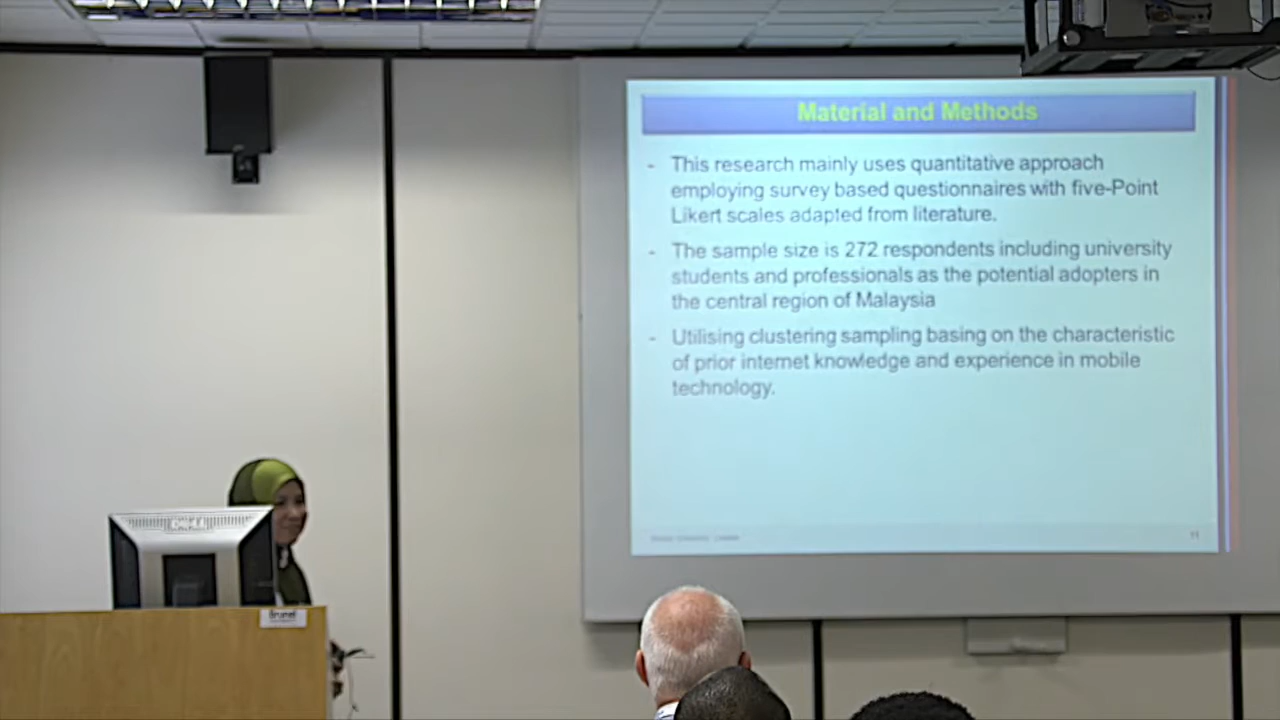 Material and Methods
- This research mainly uses quantitative approach
employing survey based questionnaires with five-Point
Likert scales adapted from literature.
- The sample size is 272 respondents including university
students and professionals as the potential adopters in
the central region of Malaysia
- Utilising clustering sampling basing on the characteristic
of prior internet knowledge and experience in mobile
technology.
11
DELL
Brunel